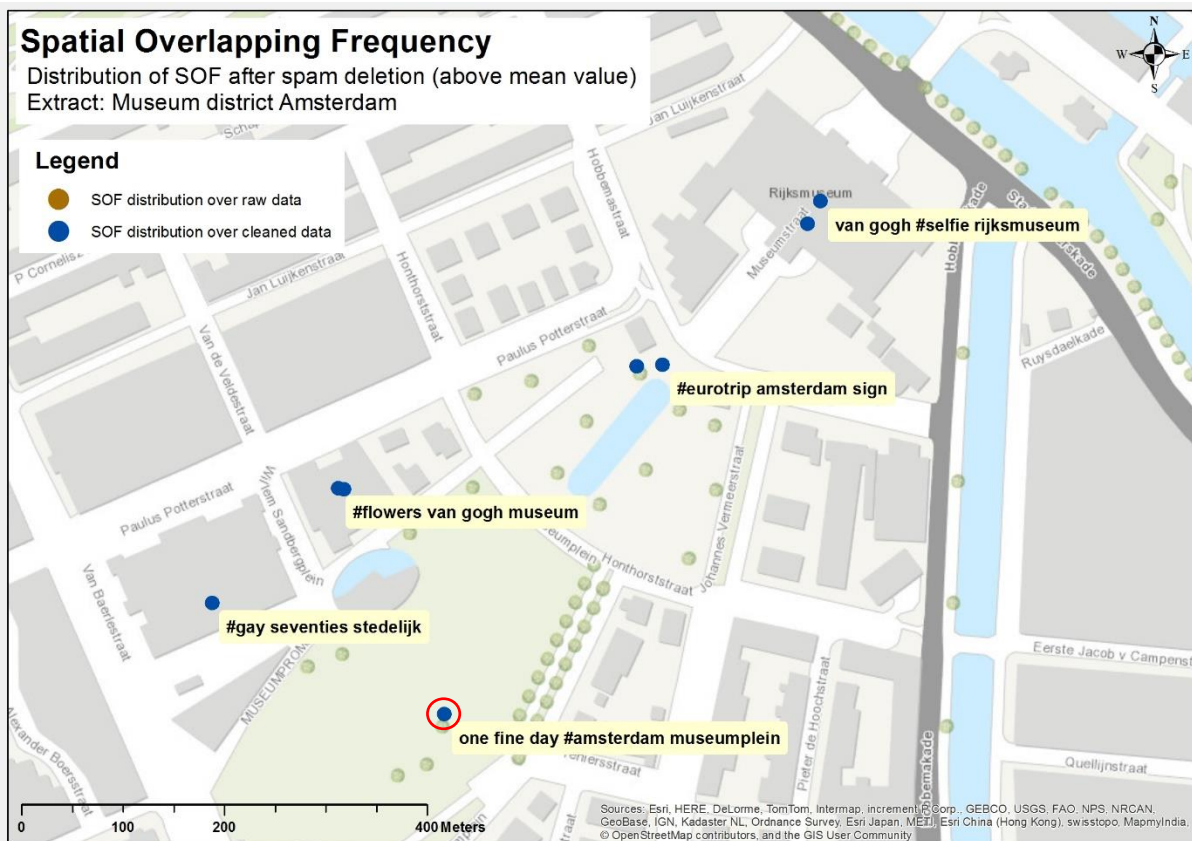 Spatial Overlapping Frequency
Distribution of SOF after spam deletion (above mean value)
Extract: Museum district Amsterdam
N
W
E
S
Legend
SOF distribution over raw data
SOF distribution over cleaned data
Jan Luijkenstraat
Hobbemastraat
Rijksmuseum
Museumstraat
van gogh #selfie rijksmuseum
P Cornelisz
Jan Luijkenstraat
Honthorststraat
Van de Veldestraat
Paulus Potterstraat
Ruysdaelkade
#eurotrip amsterdam sign
Johannes Vermeerstraat
#flowers van gogh museum
Paulus Potterstraat
Sandbergplein
Honthorststraat
Van Baerlestraat
#gay seventies stedelijk
Eerste Jacob v Campenst
one fine day #amsterdam museumplein
Pieter de Hoochstraat
Alexander Boersstraat
Quellijnstraat
0 100 200 400 Meters
Sources: Esri, HERE, DeLorme, TomTom, Intermap, increment P Corp., GEBCO, USGS, FAO, NPS, NRCAN,
GeoBase, IGN, Kadaster NL, Ordnance Survey, Esri Japan, METI, Esri China (Hong Kong), swisstopo, MapmyIndia,
© OpenStreetMap contributors, and the GIS User Community